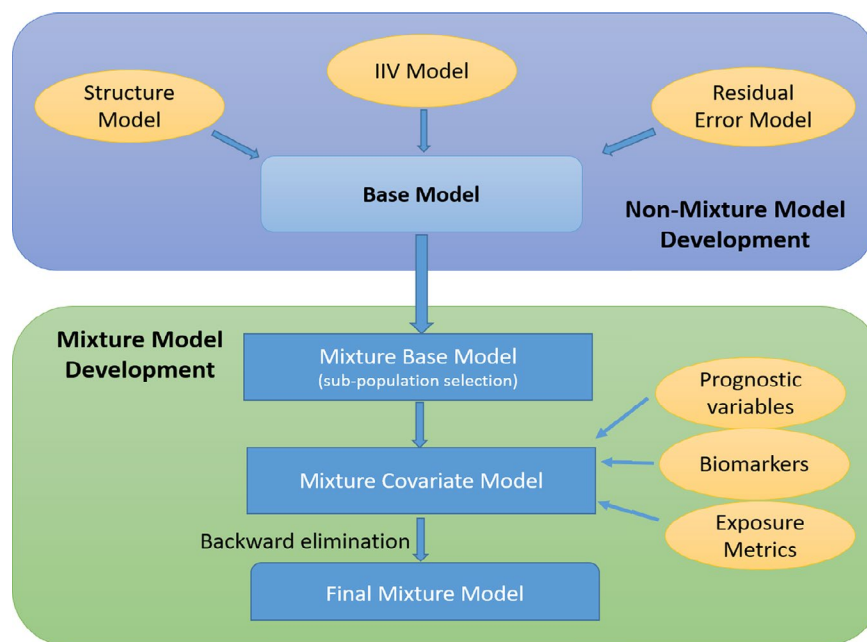 IIV Model
Structure
Model
Residual
Error Model
Base Model
Non-Mixture Model
Development
Mixture Model
Development
Mixture Base Model
(sub-population selection)
Prognostic
variables
Mixture Covariate Model
Biomarkers
Exposure
Metrics
Backward elimination
Final Mixture Model